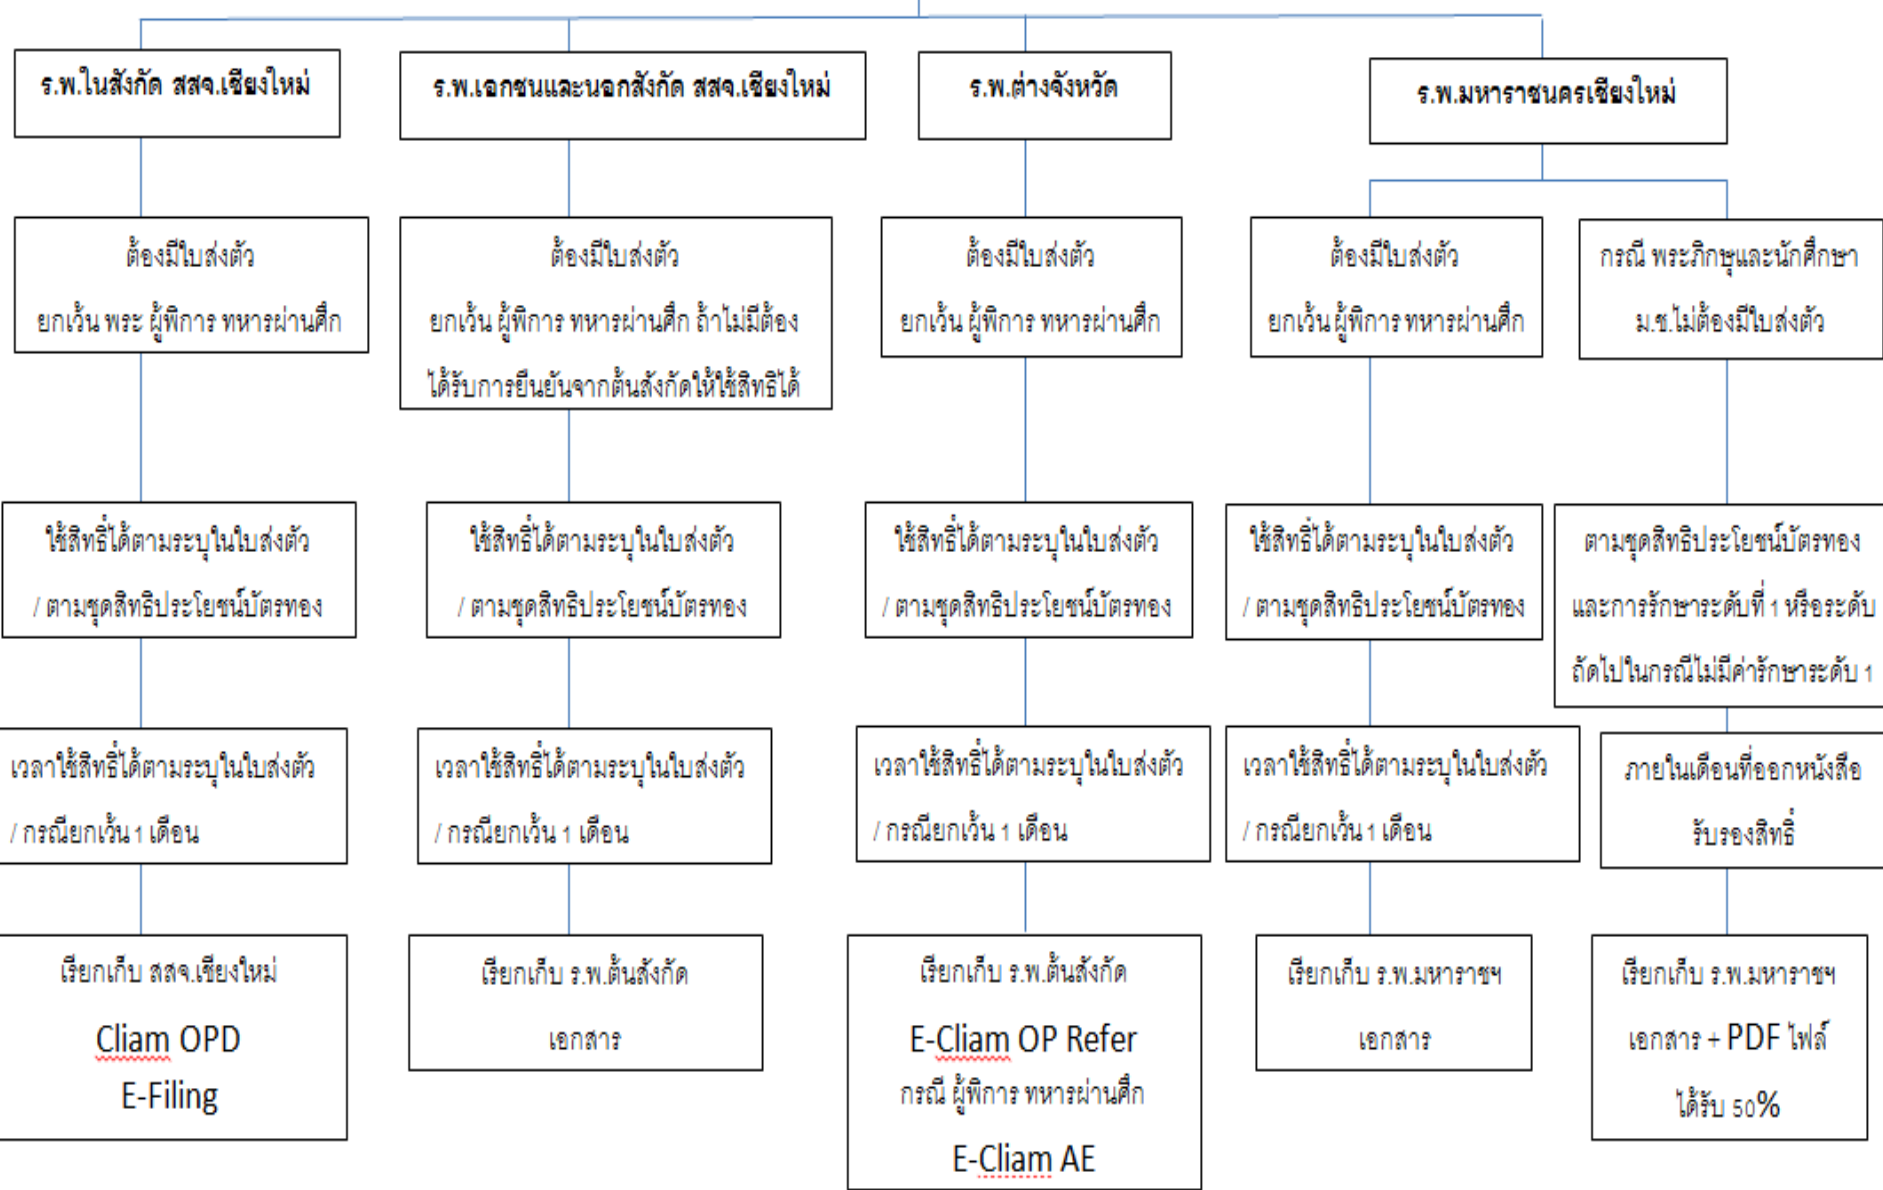 ร.พ.ในสังกัด สสจ.เชียงใหม่
ร.พ.เอกชนและนอกสังกัด สสจ.เชียงใหม่
ร.พ.ต่างจังหวัด
ร.พ.มหาราชนครเชียงใหม่
ต้องมีใบส่งตัว
ยกเว้น พระ ผู้พิการ ทหารผ่านศึก
ต้องมีใบส่งตัว
ยกเว้น ผู้พิการ ทหารผ่านศึก ถ้าไม่มีต้อง
ได้รับการยืนยันจากต้นสังกัดให้ใช้สิทธิได้
ต้องมีใบส่งตัว
ยกเว้น ผู้พิการ ทหารผ่านศึก
ต้องมีใบส่งตัว
ยกเว้น ผู้พิการ ทหารผ่านศึก
กรณี พระภิกษุและนักศึกษา
ม.ช.ไม่ต้องมีใบส่งตัว
ใช้สิทธิ์ได้ตามระบุในใบส่งตัว
/ ตามชุดสิทธิประโยชน์บัตรทอง
ใช้สิทธิ์ได้ตามระบุในใบส่งตัว
/ ตามชุดสิทธิประโยชน์บัตรทอง
ใช้สิทธิ์ได้ตามระบุในใบส่งตัว
/ ตามชุดสิทธิประโยชน์บัตรทอง
ใช้สิทธิ์ได้ตามระบุในใบส่งตัว
/ ตามชุดสิทธิประโยชน์บัตรทอง
ตามชุดสิทธิประโยชน์บัตรทอง
และการรักษาระดับที่ 1 หรือระดับ
ถัดไปในกรณีไม่มีค่ารักษาระดับ 1
เวลาใช้สิทธิ์ได้ตามระบุในใบส่งตัว
/ กรณียกเว้น 1 เดือน
เวลาใช้สิทธิ์ได้ตามระบุในใบส่งตัว
/ กรณียกเว้น 1 เดือน
เวลาใช้สิทธิ์ได้ตามระบุในใบส่งตัว
/ กรณียกเว้น 1 เดือน
เวลาใช้สิทธิ์ได้ตามระบุในใบส่งตัว
/ กรณียกเว้น 1 เดือน
ภายในเดือนที่ออกหนังสือ
รับรองสิทธิ์
เรียกเก็บ สสจ.เชียงใหม่
Cliam OPD
E-Filing
เรียกเก็บ ร.พ.ต้นสังกัด
เอกสาร
เรียกเก็บ ร.พ.ต้นสังกัด
E-Cliam OP Refer
กรณี ผู้พิการ ทหารผ่านศึก
E-Cliam AE
เรียกเก็บ ร.พ.มหาราชฯ
เอกสาร
เรียกเก็บ ร.พ.มหาราชฯ
เอกสาร + PDF ไฟล์
ได้รับ 50%